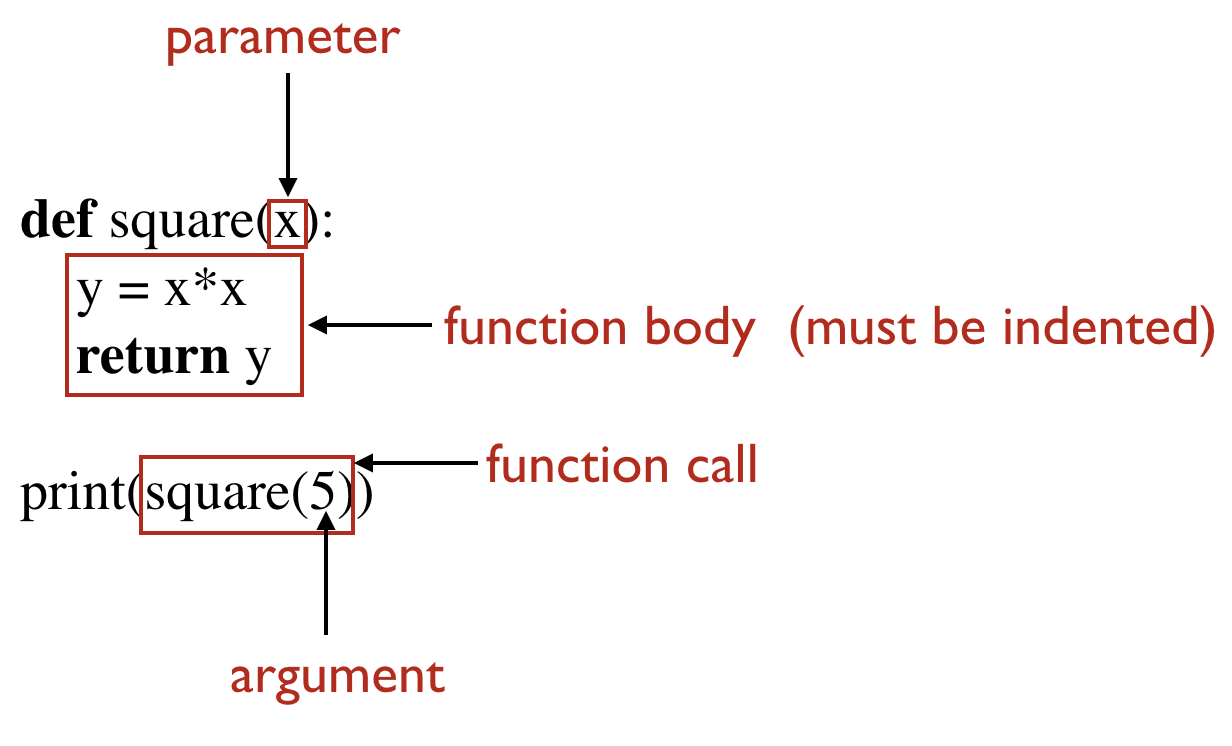 parameter
def square(x):
y = x*x
return y
function body (must be indented)
function call
print(square(5))
argument